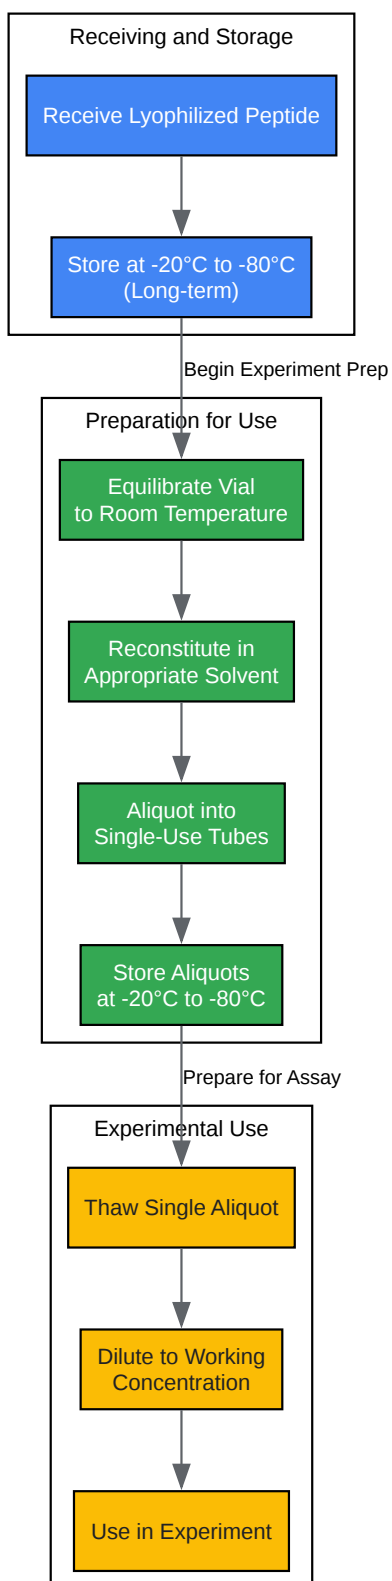 Receiving and Storage
Receive Lyophilized Peptide
Store at -20°C to -80°C
(Long-term)
Begin Experiment Prep
Preparation for Use
Equilibrate Vial
to Room Temperature
Reconstitute in
Appropriate Solvent
Aliquot into
Single-Use Tubes
Store Aliquots
at -20°C to -80°C
Prepare for Assay
Experimental Use
Thaw Single Aliquot
Dilute to Working
Concentration
Use in Experiment